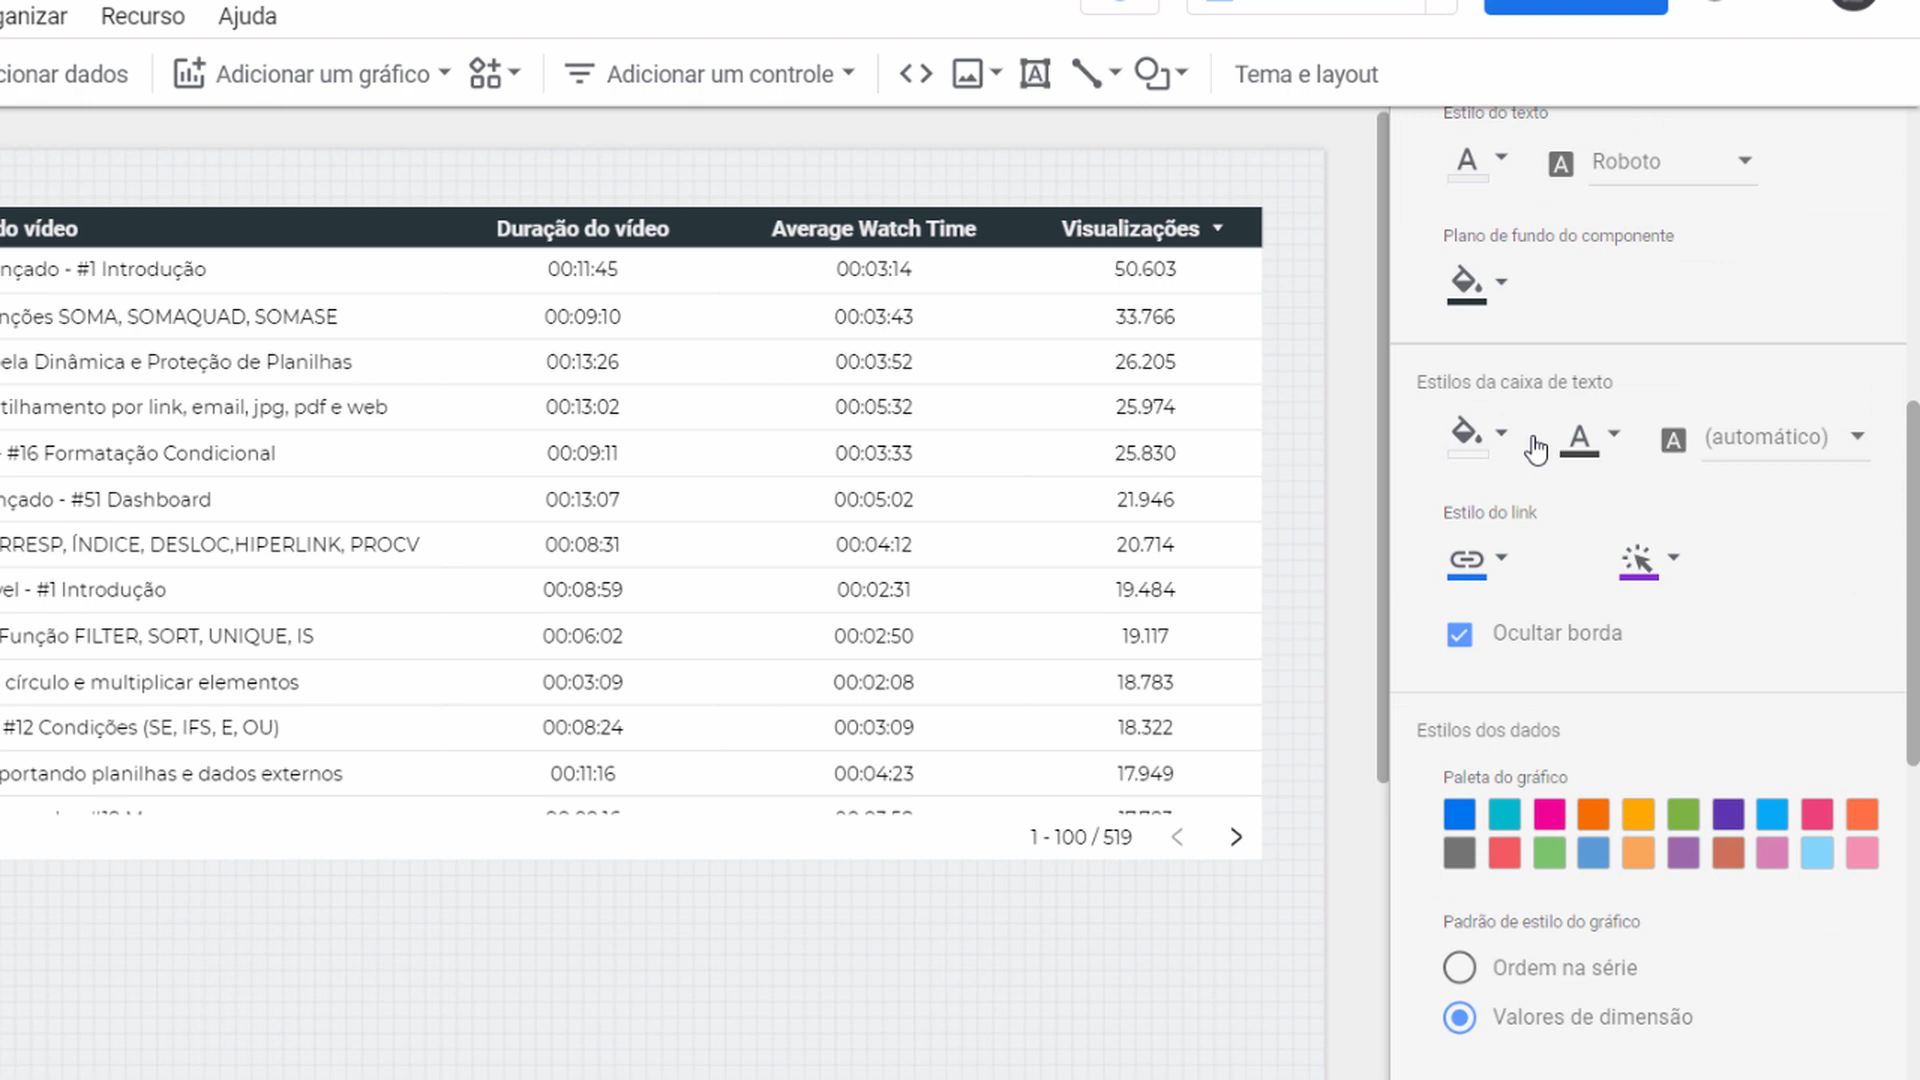 ganizar Recurso Ajuda
cionar dados Adicionar um gráfico Adicionar um controle Tema e layout
Estilo do texto
A A Roboto
Plano de fundo do componente
do vídeo Duração do vídeo Average Watch Time Visualizações
nçado - #1 Introdução 00:11:45 00:03:14 50.603
nções SOMA, SOMAQUAD, SOMASE 00:09:10 00:03:43 33.766
ela Dinâmica e Proteção de Planilhas 00:13:26 00:03:52 26.205
tilhamento por link, email, jpg, pdf e web 00:13:02 00:05:32 25.974
- #16 Formatação Condicional 00:09:11 00:03:33 25.830
nçado - #51 Dashboard 00:13:07 00:05:02 21.946
RRESP, ÍNDICE, DESLOC,HIPERLINK, PROCV 00:08:31 00:04:12 20.714
vel - #1 Introdução 00:08:59 00:02:31 19.484
Função FILTER, SORT, UNIQUE, IS 00:06:02 00:02:50 19.117
círculo e multiplicar elementos 00:03:09 00:02:08 18.783
#12 Condições (SE, IFS, E, OU) 00:08:24 00:03:09 18.322
portando planilhas e dados externos 00:11:16 00:04:23 17.949
1 - 100 / 519
Estilos da caixa de texto
A A (automático)
Estilo do link
Ocultar borda
Estilos dos dados
Paleta do gráfico
Padrão de estilo do gráfico
Ordem na série
Valores de dimensão